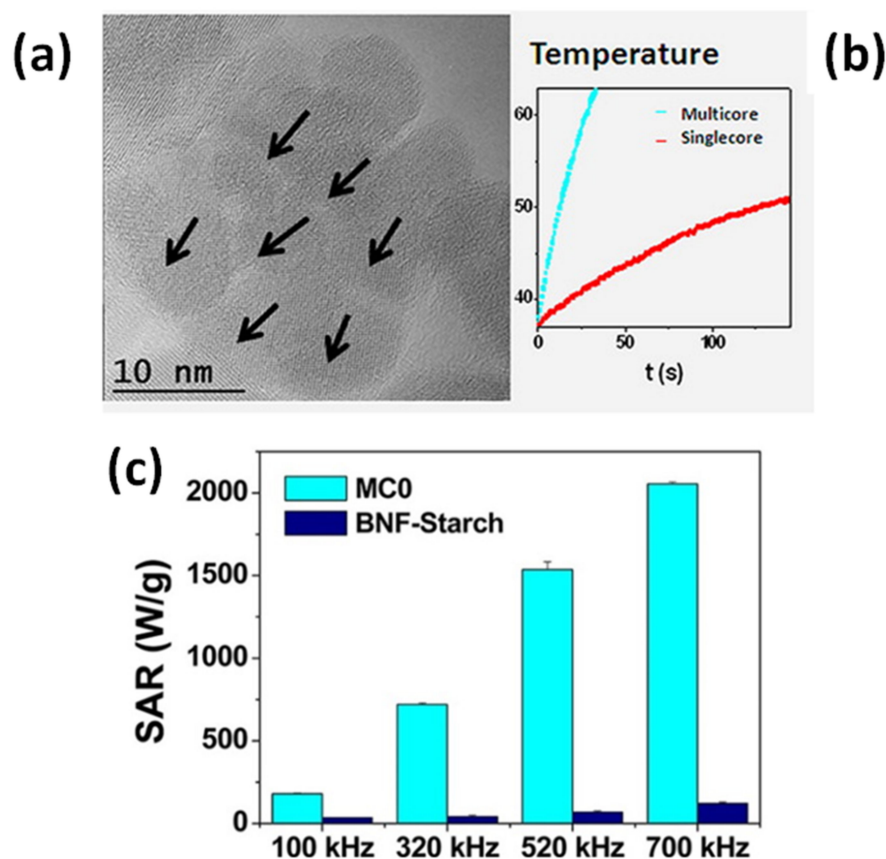 (a)
10 nm
(b)
Temperature
60
50
40
Multicore
Singlecore
0 50 100
t (s)
(c)
MC0
BNF-Starch
SAR (W/g)
2000
1500
1000
500
0
100 kHz 320 kHz 520 kHz 700 kHz